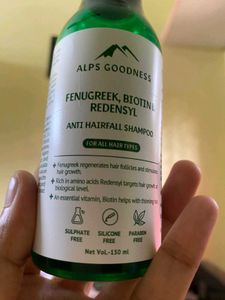 ALPS GOODNESS
FENUGREEK, BIOTIN &
REDENSYL
ANTI HAIRFALL SHAMPOO
FOR ALL HAIR TYPES
Fenugreek regenerates hair follicles and stimulates
hair growth.
Rich in amino acids Redensyl targets hair growth at
biological level.
An essential vitamin, Biotin helps with thinning
SULPHATE
FREE
SILICONE
FREE
PARABEN
FREE
Net Vol.-150 ml